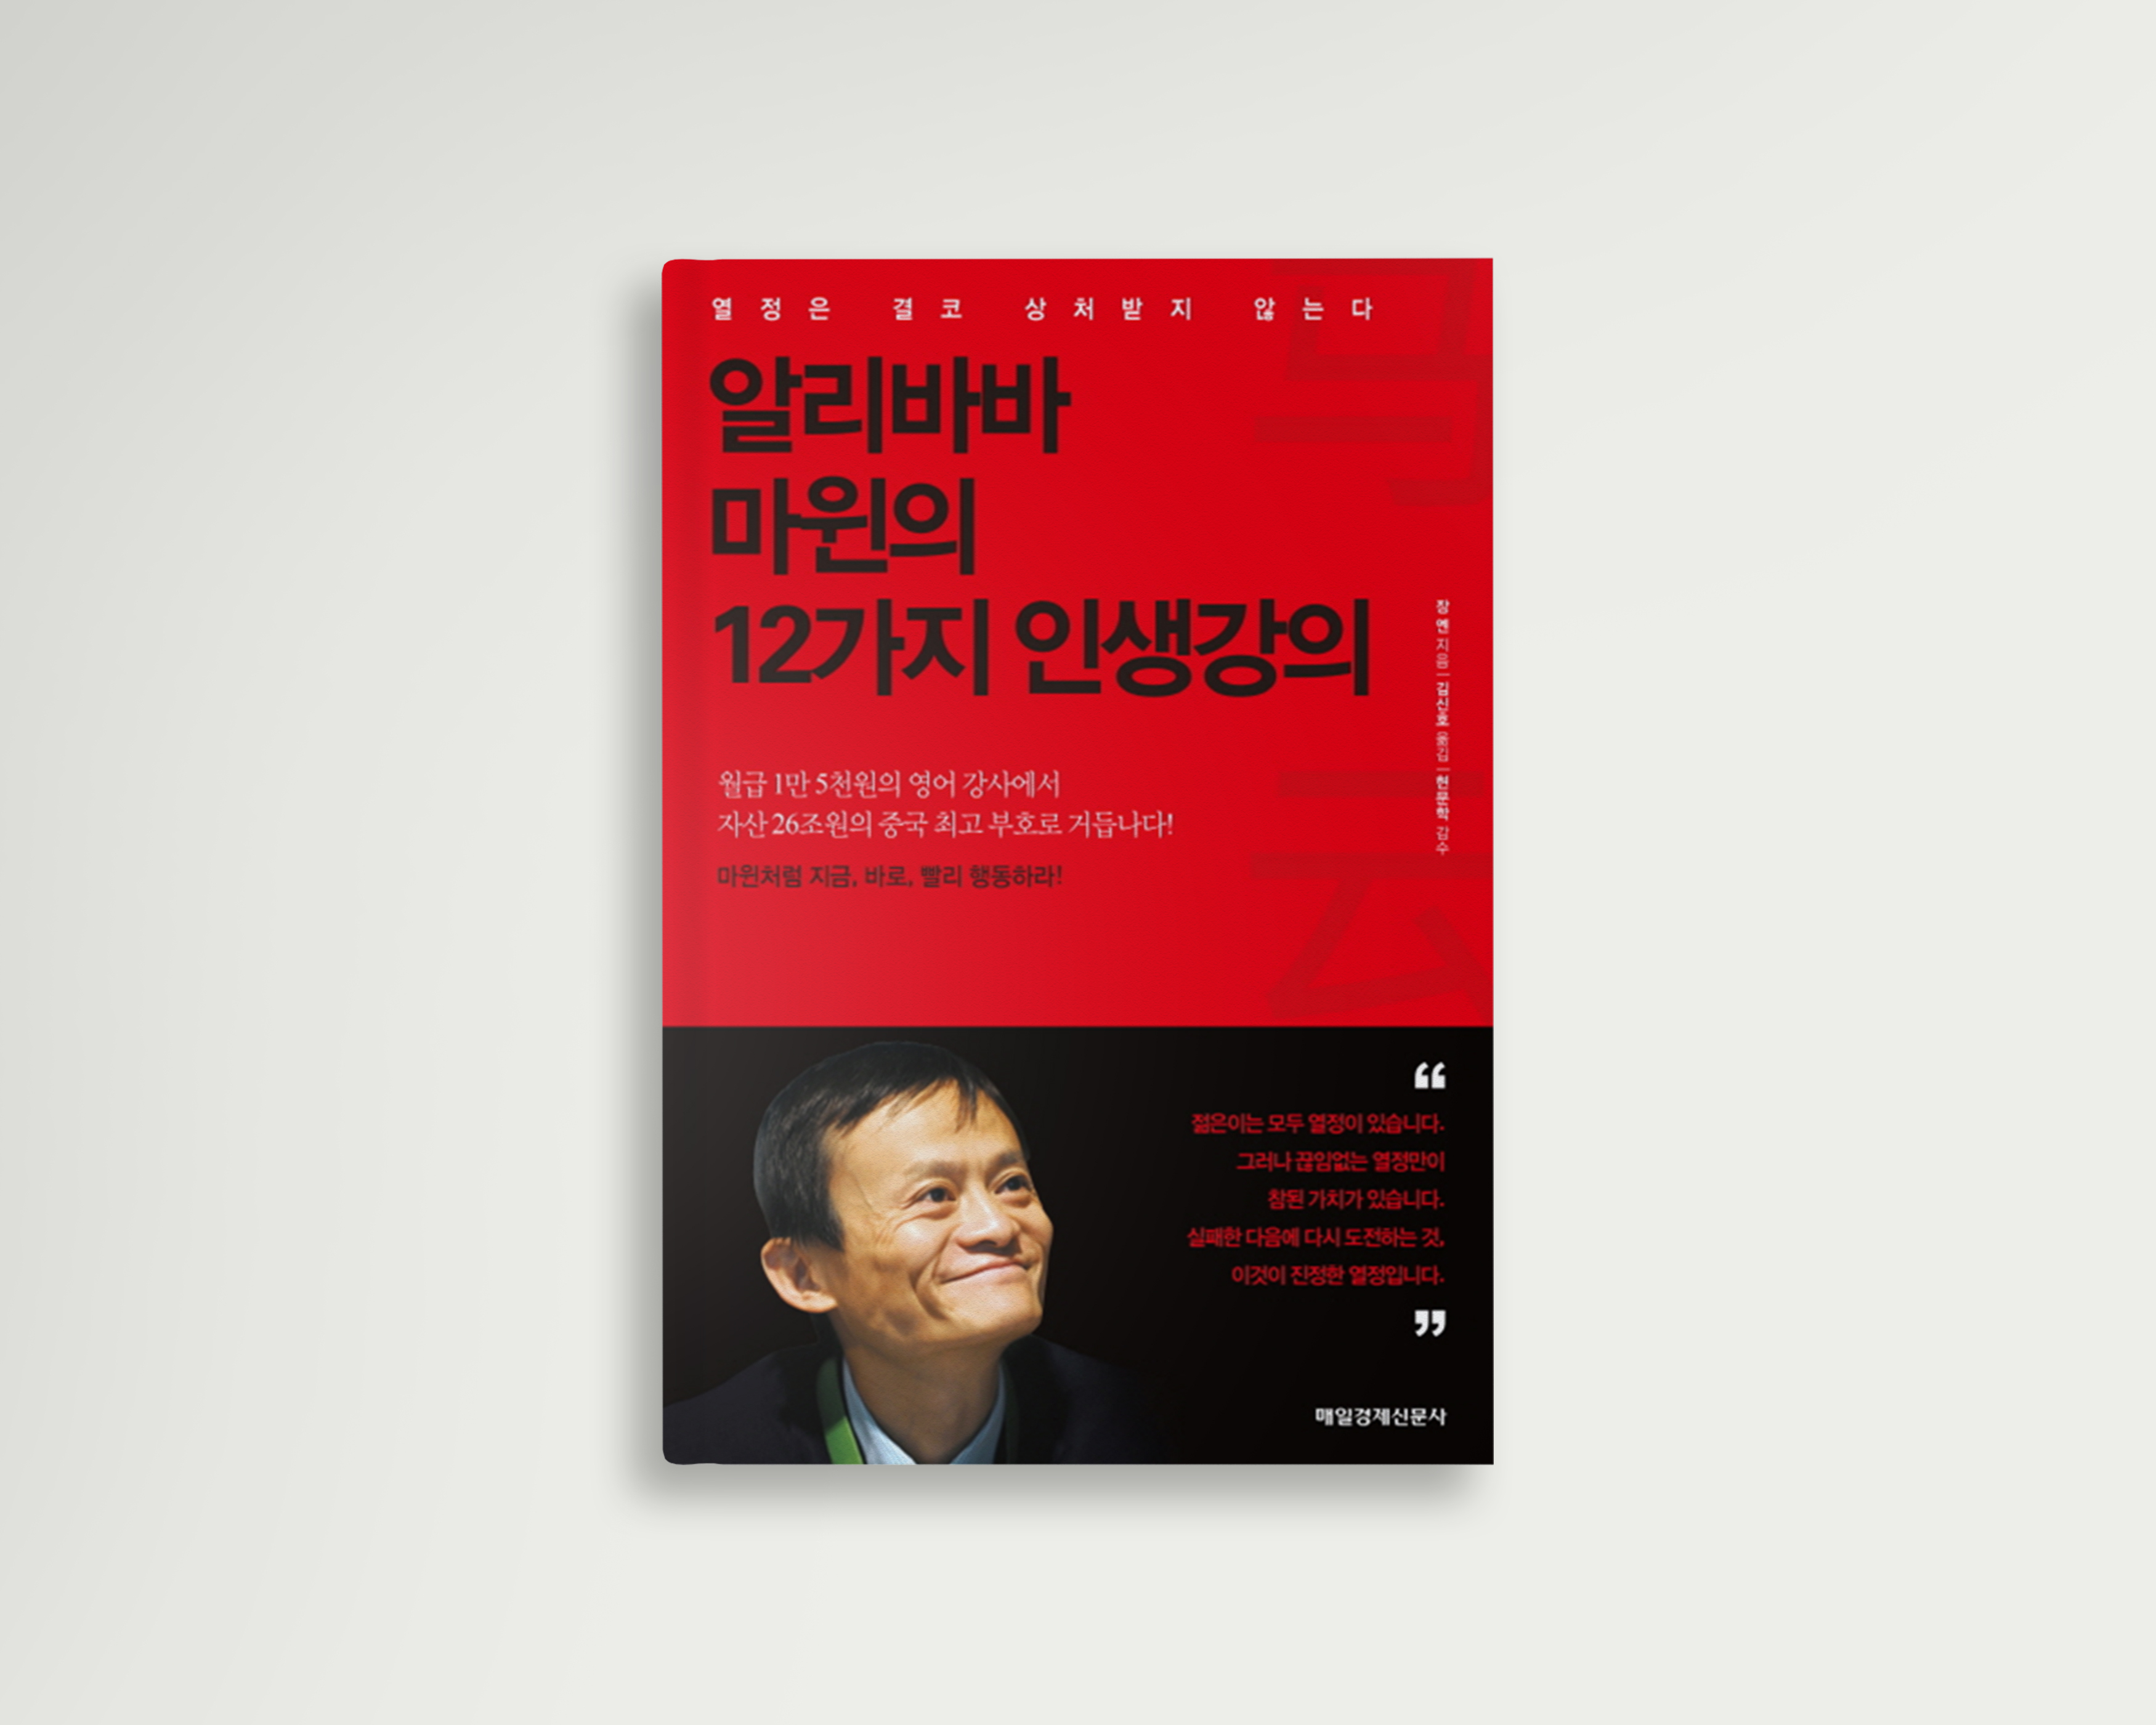 열정은 결코 상처받지 않는다
알리바바
마윈의
12가지 인생강의
장옌 지음 | 김신호 옮김 | 현문학 감수
월급 1만 5천원의 영어 강사에서
자산 26조원의 중국 최고 부호로 거듭나다!
마윈처럼 지금, 바로, 빨리 행동하라!
马
云
“
젊은이는 모두 열정이 있습니다.
그러나 끊임없는 열정만이
참된 가치가 있습니다.
실패한 다음에 다시 도전하는 것,
이것이 진정한 열정입니다.
”
매일경제신문사